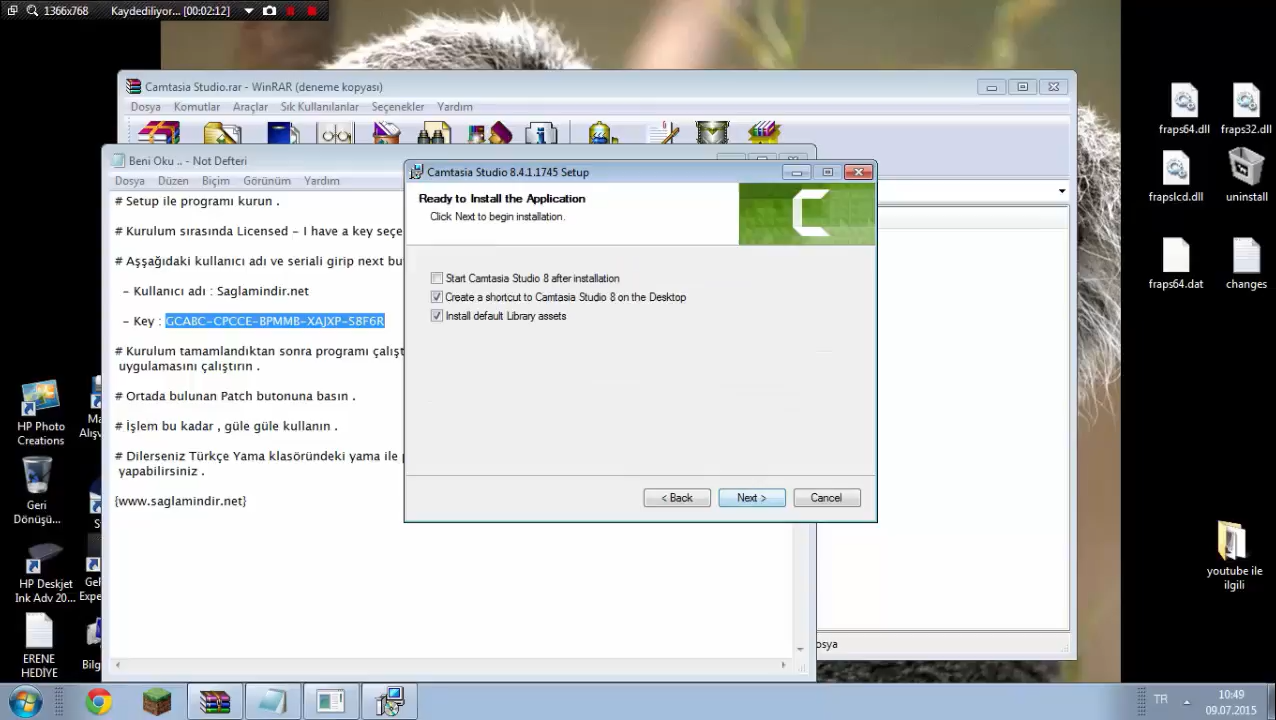 1366x768 Kaydediliyor... [00:02:12]
Camtasia Studio.rar - WinRAR (deneme kopyası)
Dosya Komutlar Araçlar Sık Kullanılanlar Seçenekler Yardım
Beni Oku .. - Not Defteri
Dosya Düzen Biçim Görünüm Yardım
# Setup ile programı kurun .
# Kurulum sırasında Licensed - I have a key seçe
# Aşşağıdaki kullanıcı adı ve seriali girip next bu
- Kullanıcı adı : Saglamindir.net
- Key : GCABC-CPCCE-BPMMB-XAJXP-S8F6R
# Kurulum tamamlandıktan sonra programı çalışt
uygulamasını çalıştırın .
# Ortada bulunan Patch butonuna basın .
# İşlem bu kadar , güle güle kullanın .
# Dilerseniz Türkçe Yama klasöründeki yama ile p
yapabilirsiniz .
{www.saglamindir.net}
Camtasia Studio 8.4.1.1745 Setup
Ready to Install the Application
Click Next to begin installation.
Start Camtasia Studio 8 after installation
Create a shortcut to Camtasia Studio 8 on the Desktop
Install default Library assets
< Back Next > Cancel
osya
fraps64.dll fraps32.dll
frapslcd.dll uninstall
fraps64.dat changes
youtube ile
ilgili
HP Photo
Creations
Ma
Alışv
Geri
Dönüşü...
HP Deskjet
Ink Adv 20...
Expe
ERENE
HEDİYE
Bilg
TR
10:49
09.07.2015